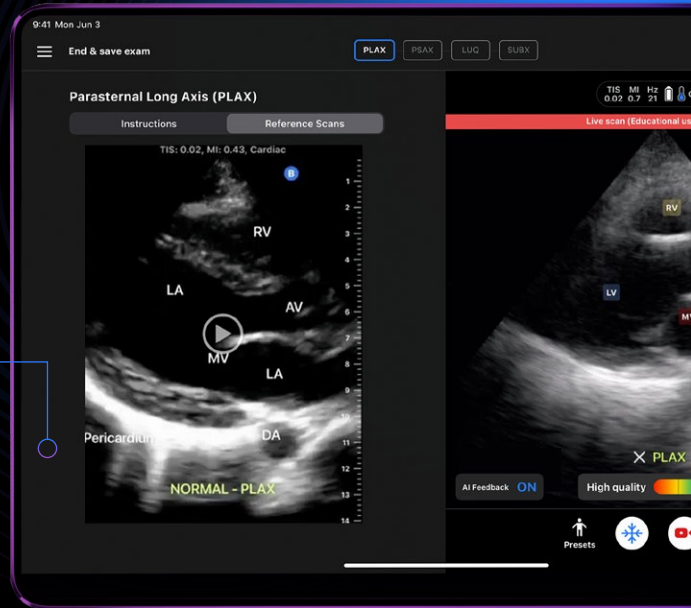 9:41 Mon Jun 3
End & save exam
PLAX
PSAX
LUQ
SUBX
Parasternal Long Axis (PLAX)
Instructions
Reference Scans
TIS: 0.02, MI: 0.43, Cardiac
B
1
2
3
4
5
6
7
8
9
10
11
12
13
14
RV
LA
AV
MV
LA
Pericardium
DA
NORMAL - PLAX
TIS MI Hz
0.02 0.7 21
Live scan (Educational us
RV
LV
MV
PLAX
AI Feedback ON
High quality
Presets